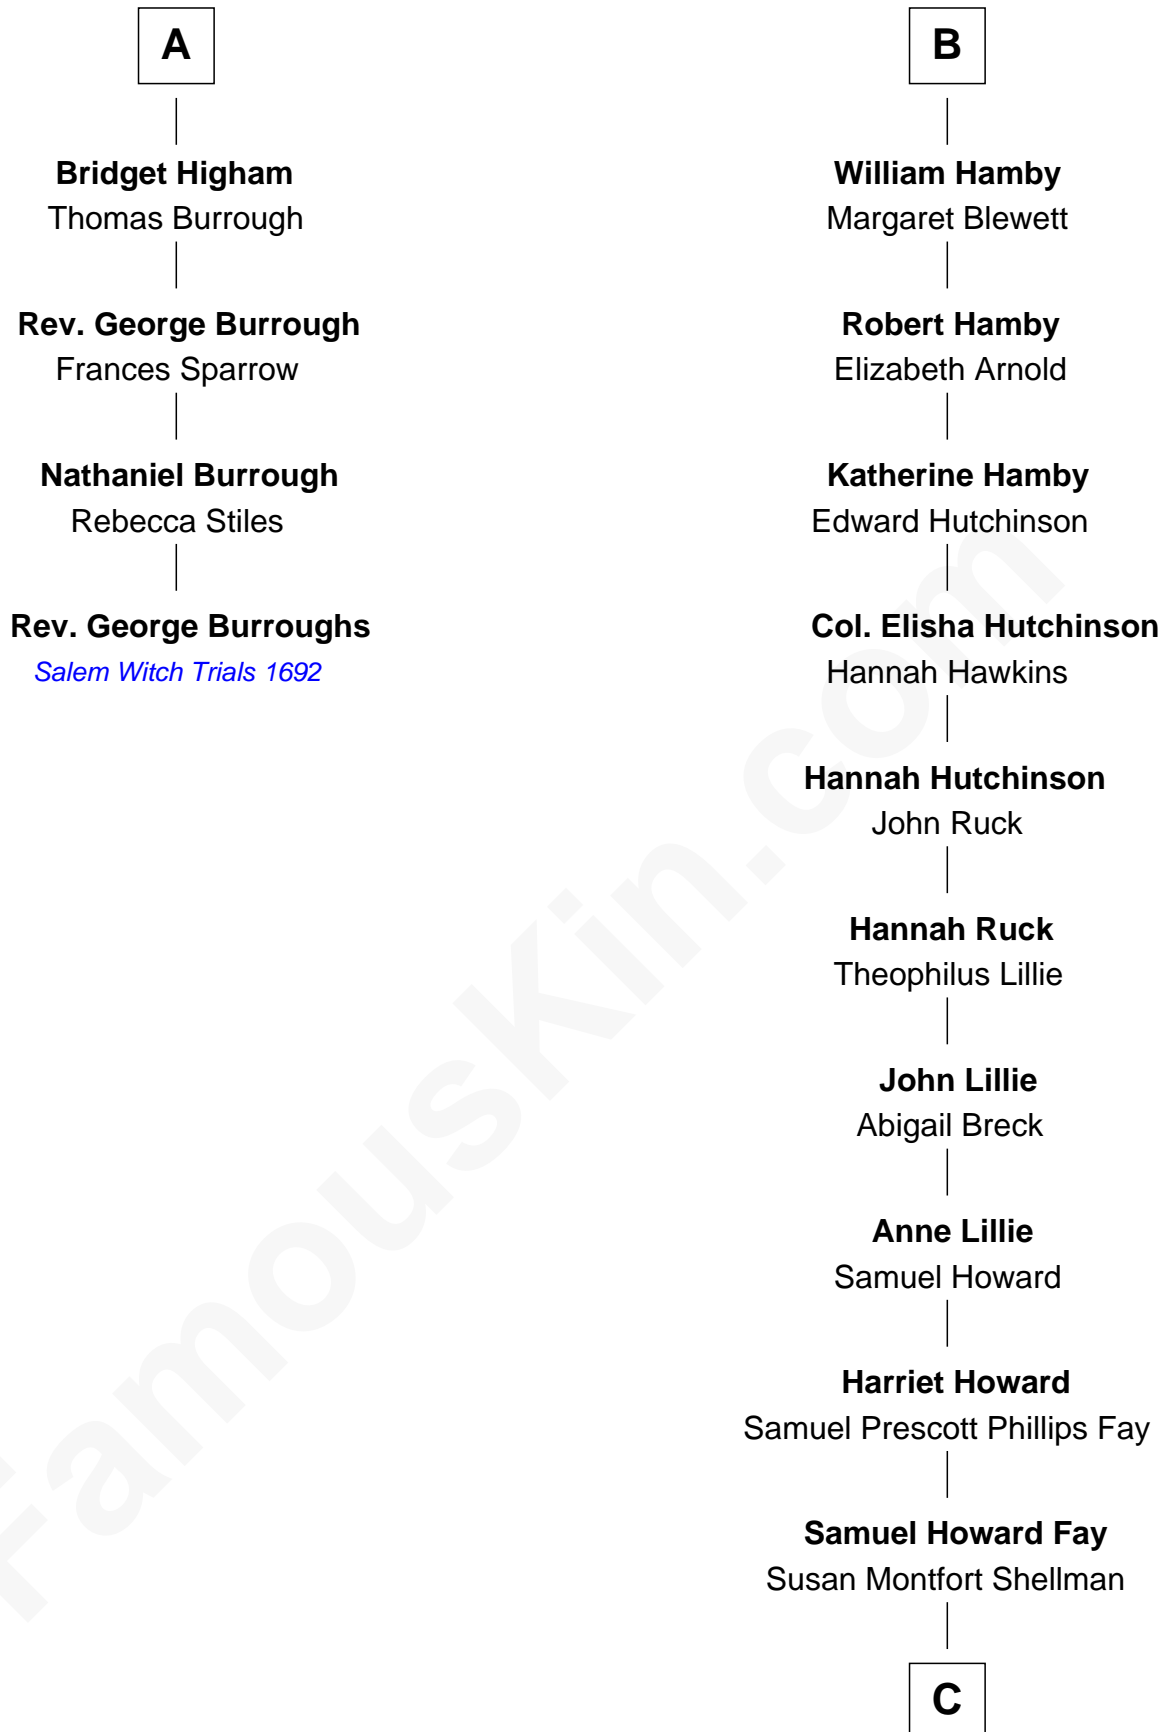 A
Bridget Higham
Thomas Burrough
Rev. George Burrough
Frances Sparrow
Nathaniel Burrough
Rebecca Stiles
Rev. George Burroughs
Salem Witch Trials 1692
B
William Hamby
Margaret Blewett
Robert Hamby
Elizabeth Arnold
Katherine Hamby
Edward Hutchinson
Col. Elisha Hutchinson
Hannah Hawkins
Hannah Hutchinson
John Ruck
Hannah Ruck
Theophilus Lillie
John Lillie
Abigail Breck
Anne Lillie
Samuel Howard
Harriet Howard
Samuel Prescott Phillips Fay
Samuel Howard Fay
Susan Montfort Shellman
C
FamousKin.com